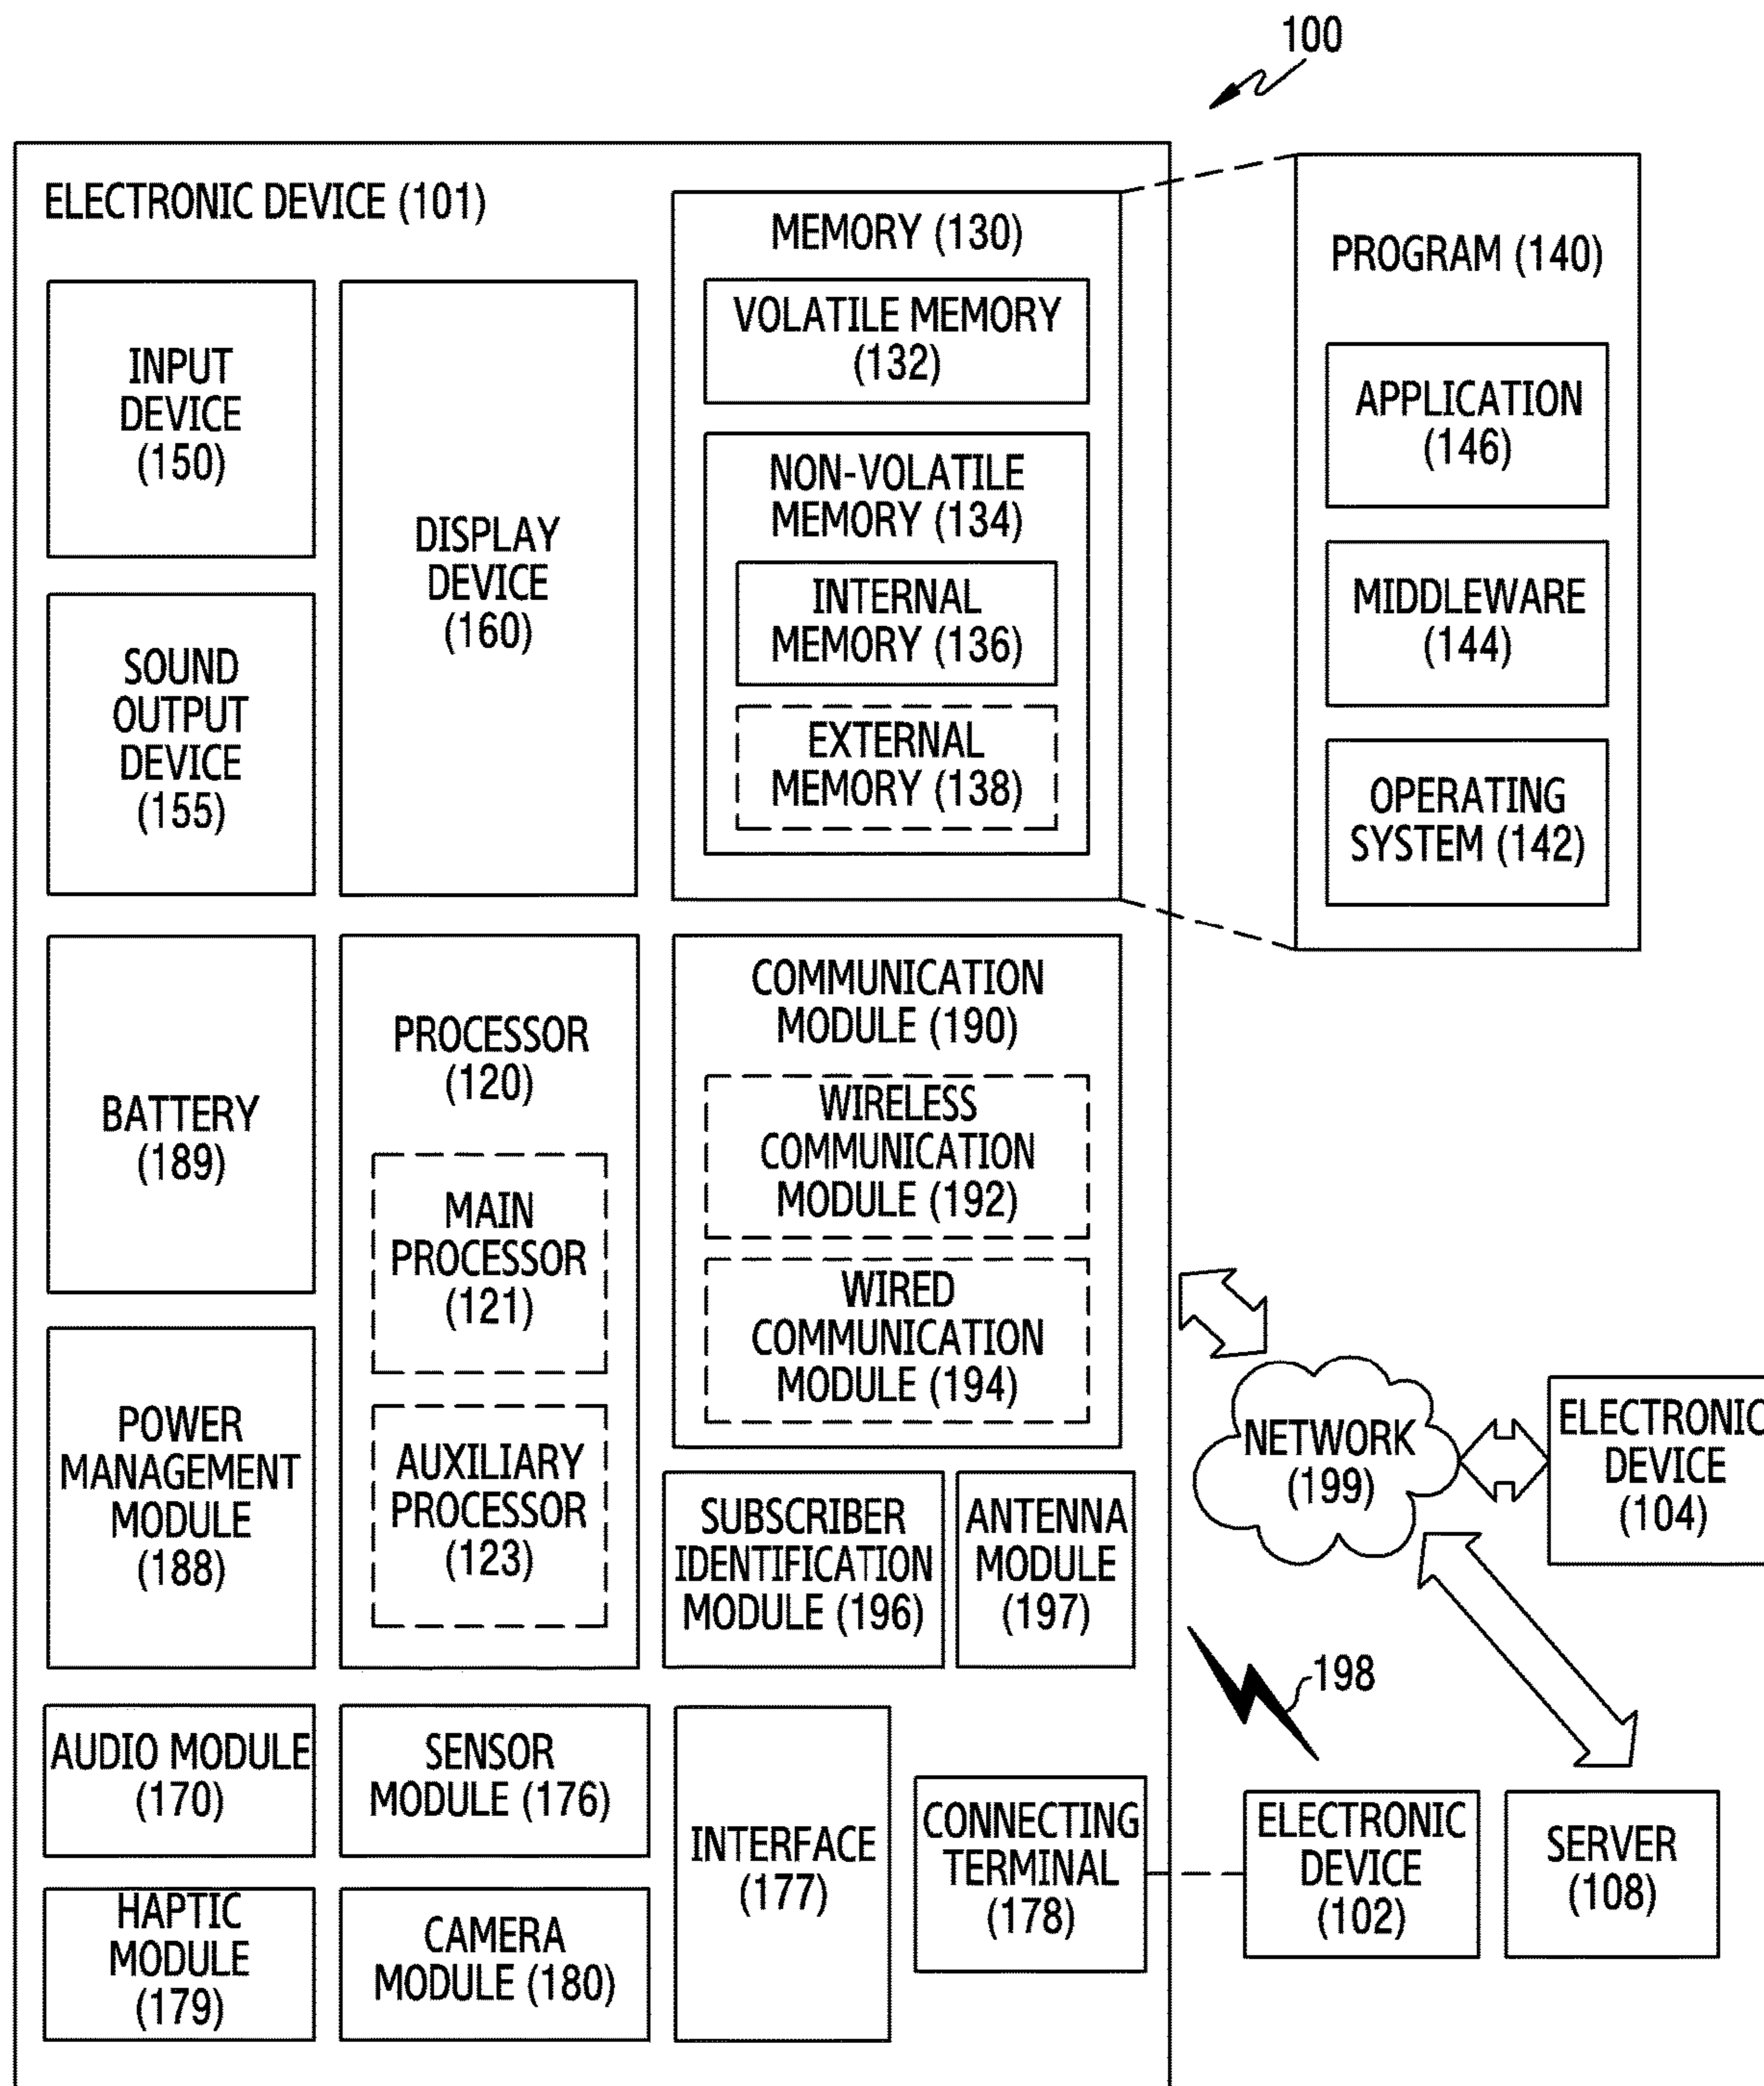 100
ELECTRONIC DEVICE (101)
INPUT
DEVICE
(150)
SOUND
OUTPUT
DEVICE
(155)
DISPLAY
DEVICE
(160)
MEMORY (130)
VOLATILE MEMORY
(132)
NON-VOLATILE
MEMORY (134)
INTERNAL
MEMORY (136)
EXTERNAL
MEMORY (138)
PROGRAM (140)
APPLICATION
(146)
MIDDLEWARE
(144)
OPERATING
SYSTEM (142)
BATTERY
(189)
POWER
MANAGEMENT
MODULE
(188)
PROCESSOR
(120)
MAIN
PROCESSOR
(121)
AUXILIARY
PROCESSOR
(123)
COMMUNICATION
MODULE (190)
WIRELESS
COMMUNICATION
MODULE (192)
WIRED
COMMUNICATION
MODULE (194)
SUBSCRIBER
IDENTIFICATION
MODULE (196)
ANTENNA
MODULE
(197)
NETWORK
(199)
ELECTRONIC
DEVICE
(104)
198
AUDIO MODULE
(170)
SENSOR
MODULE (176)
HAPTIC
MODULE
(179)
CAMERA
MODULE (180)
INTERFACE
(177)
CONNECTING
TERMINAL
(178)
ELECTRONIC
DEVICE
(102)
SERVER
(108)